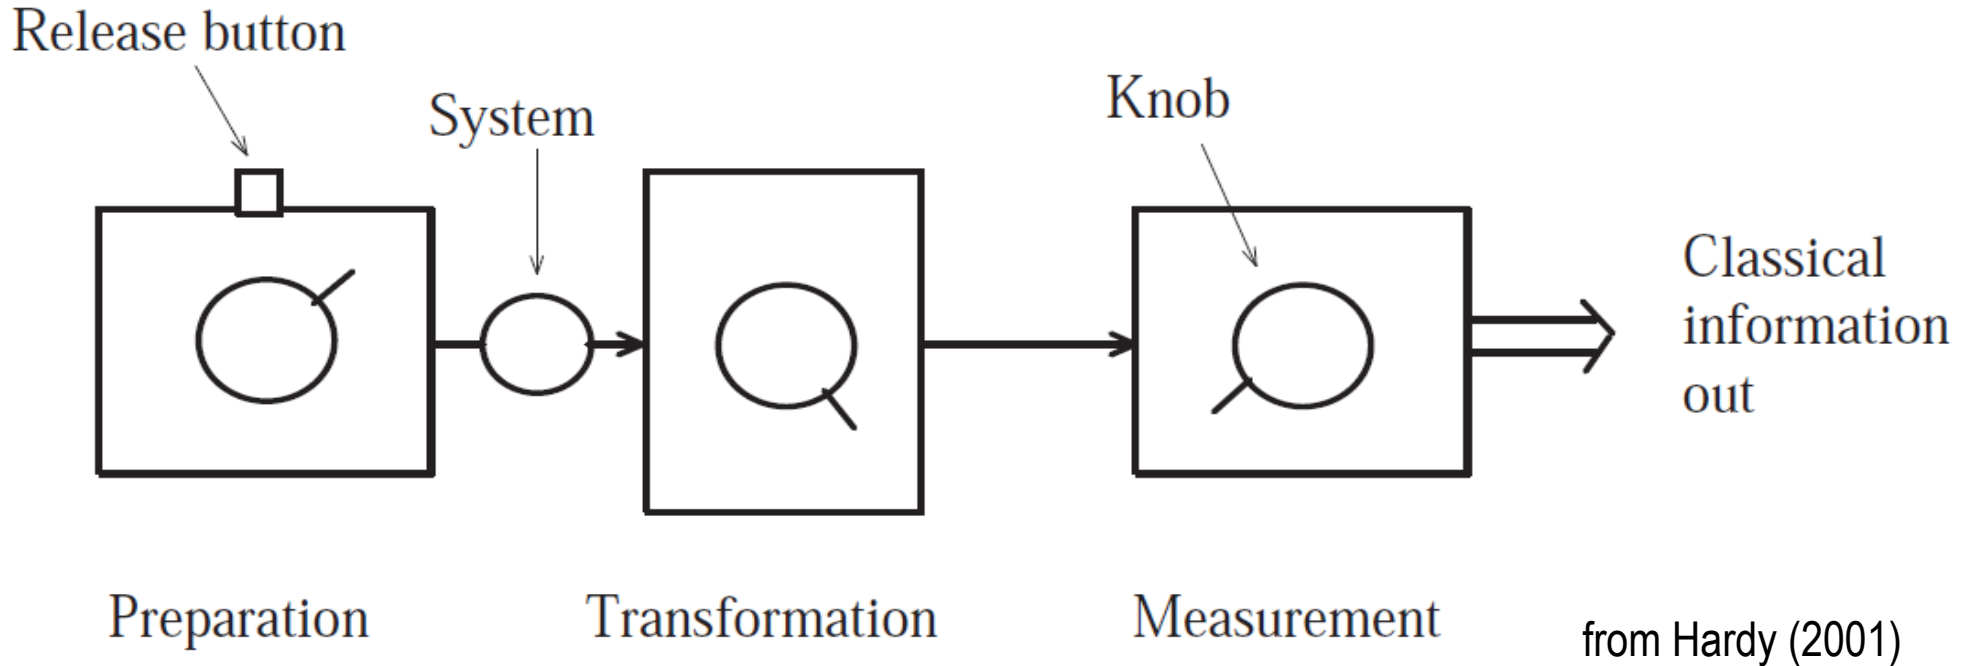 Release button
System
Knob
Classical
information
out
Preparation
Transformation
Measurement
from Hardy (2001)